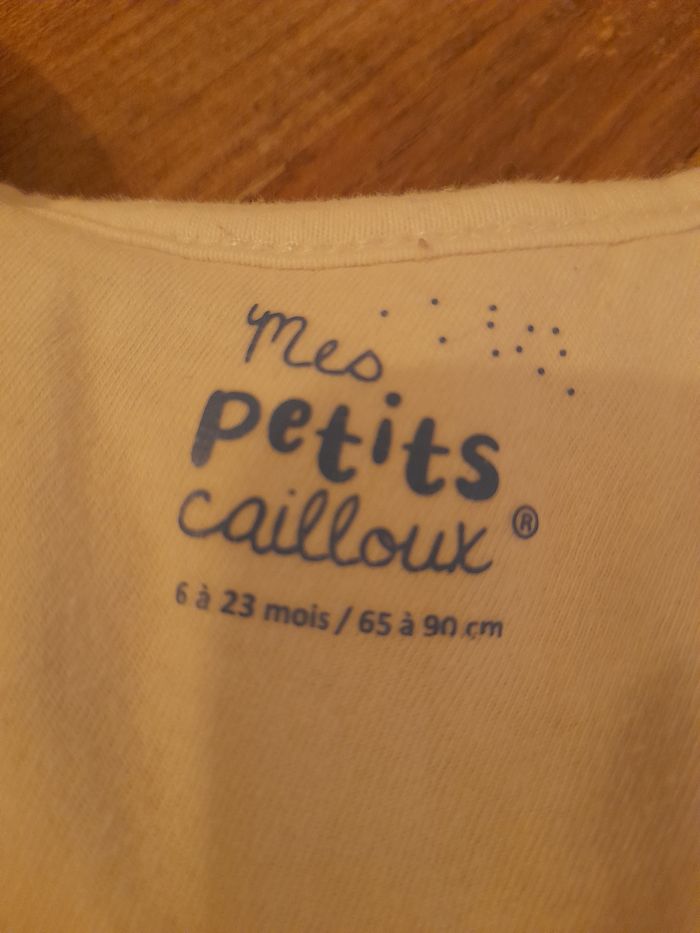 Mes
petits
cailloux ®
6 à 23 mois / 65 à 90 cm